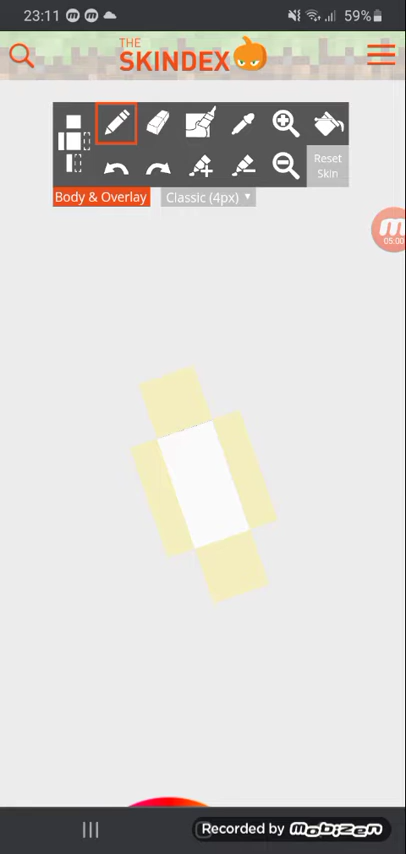 23:11
59%
THE
SKINDEX
Reset
Skin
Body & Overlay
Classic (4px)
05:00
Recorded by mobizen